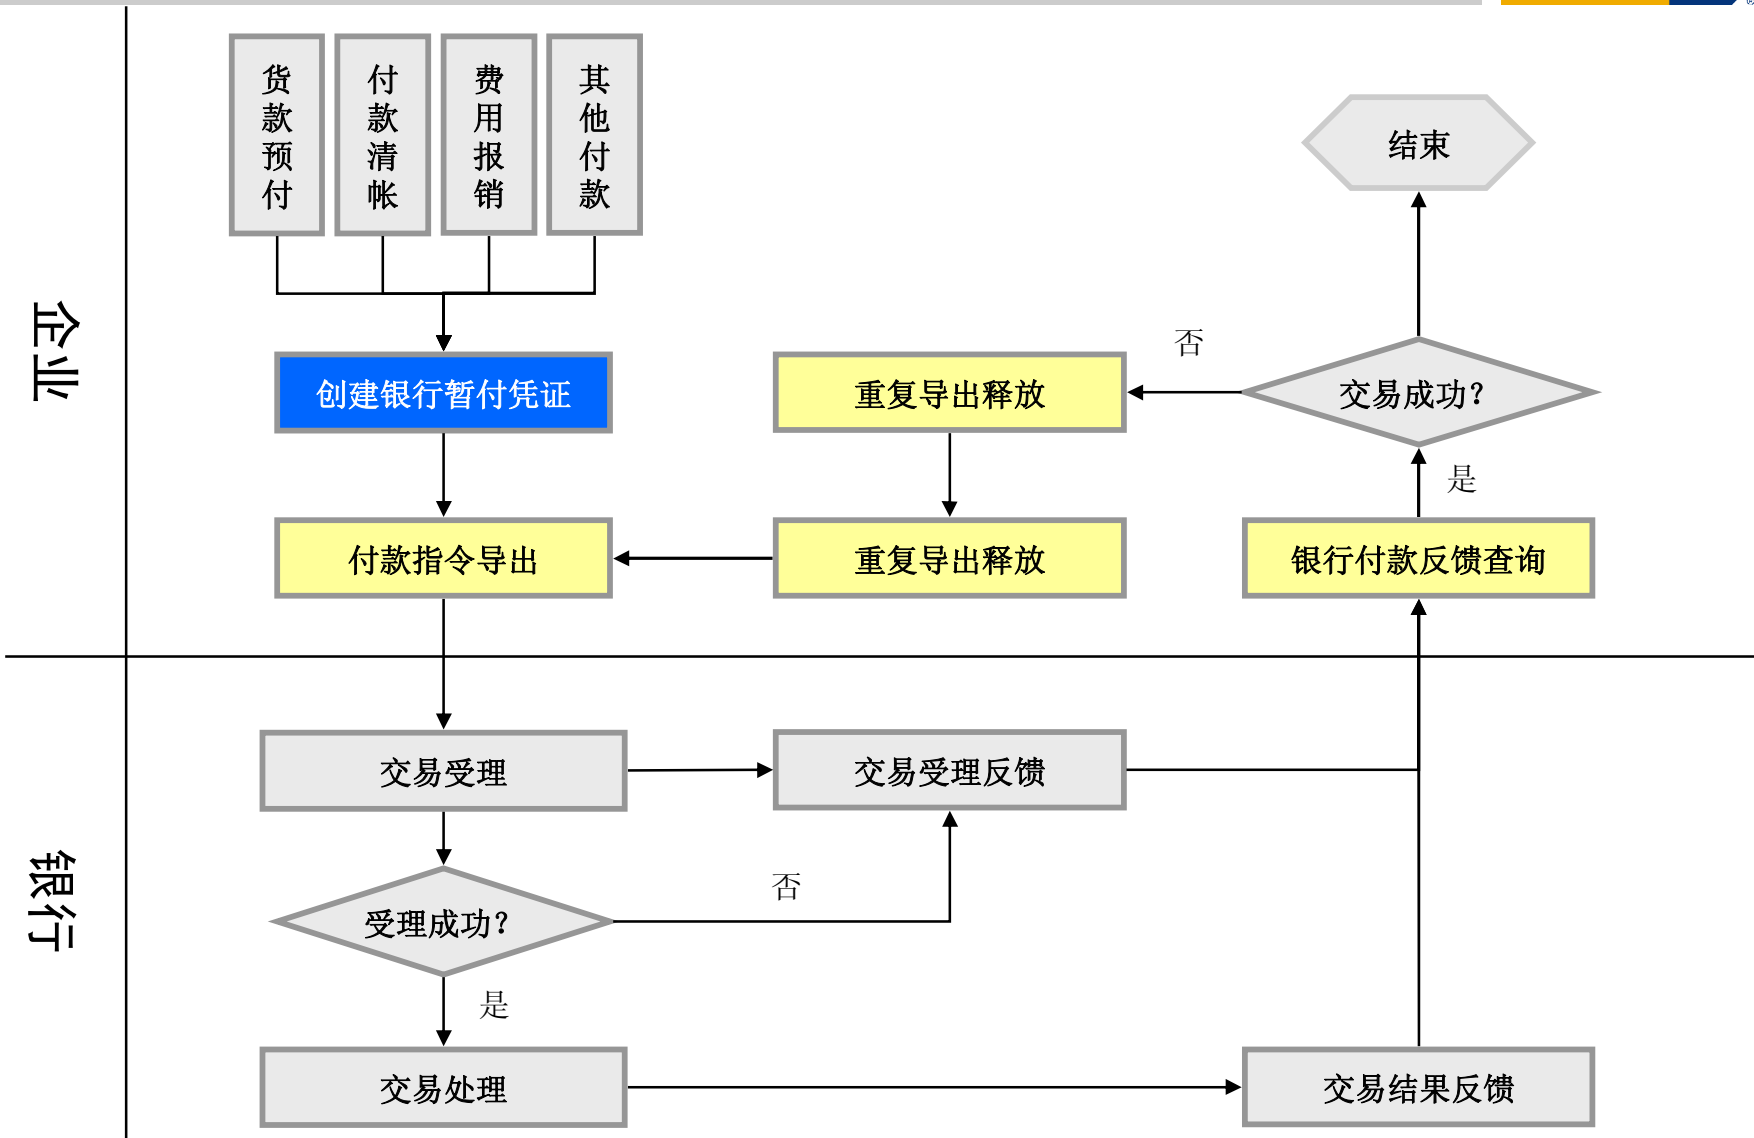 货款预付
付款清帐
费用报销
其他付款
结束
企业
否
创建银行暂付凭证
重复导出释放
交易成功?
是
付款指令导出
重复导出释放
银行付款反馈查询
交易受理
交易受理反馈
银行
否
受理成功?
是
交易处理
交易结果反馈
®